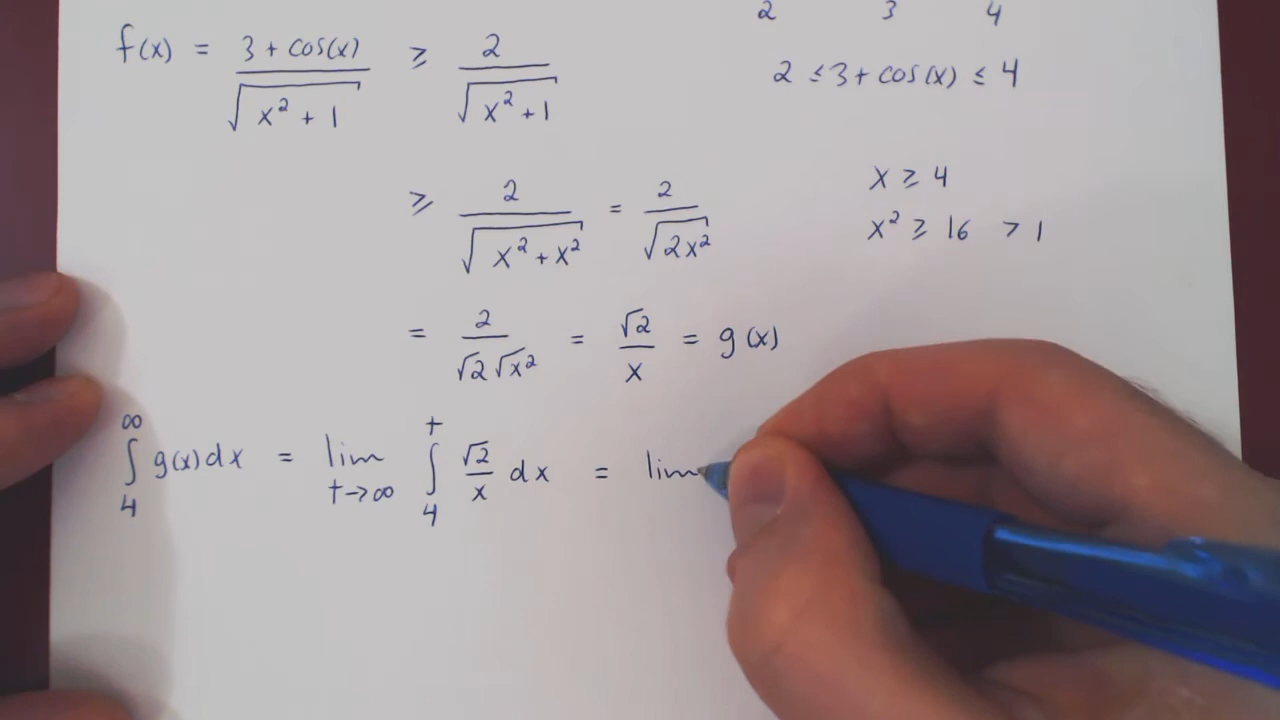 2 3 4
f(x) = 3 + cos(x) / √(x² + 1) ≥ 2 / √(x² + 1)
2 ≤ 3 + cos(x) ≤ 4
≥ 2 / √(x² + x²) = 2 / √(2x²)
x ≥ 4
x² ≥ 16 > 1
= 2 / √2 √x² = √2 / x = g(x)
∫₄^∞ g(x) dx = lim t→∞ ∫₄^t √2 / x dx = lim